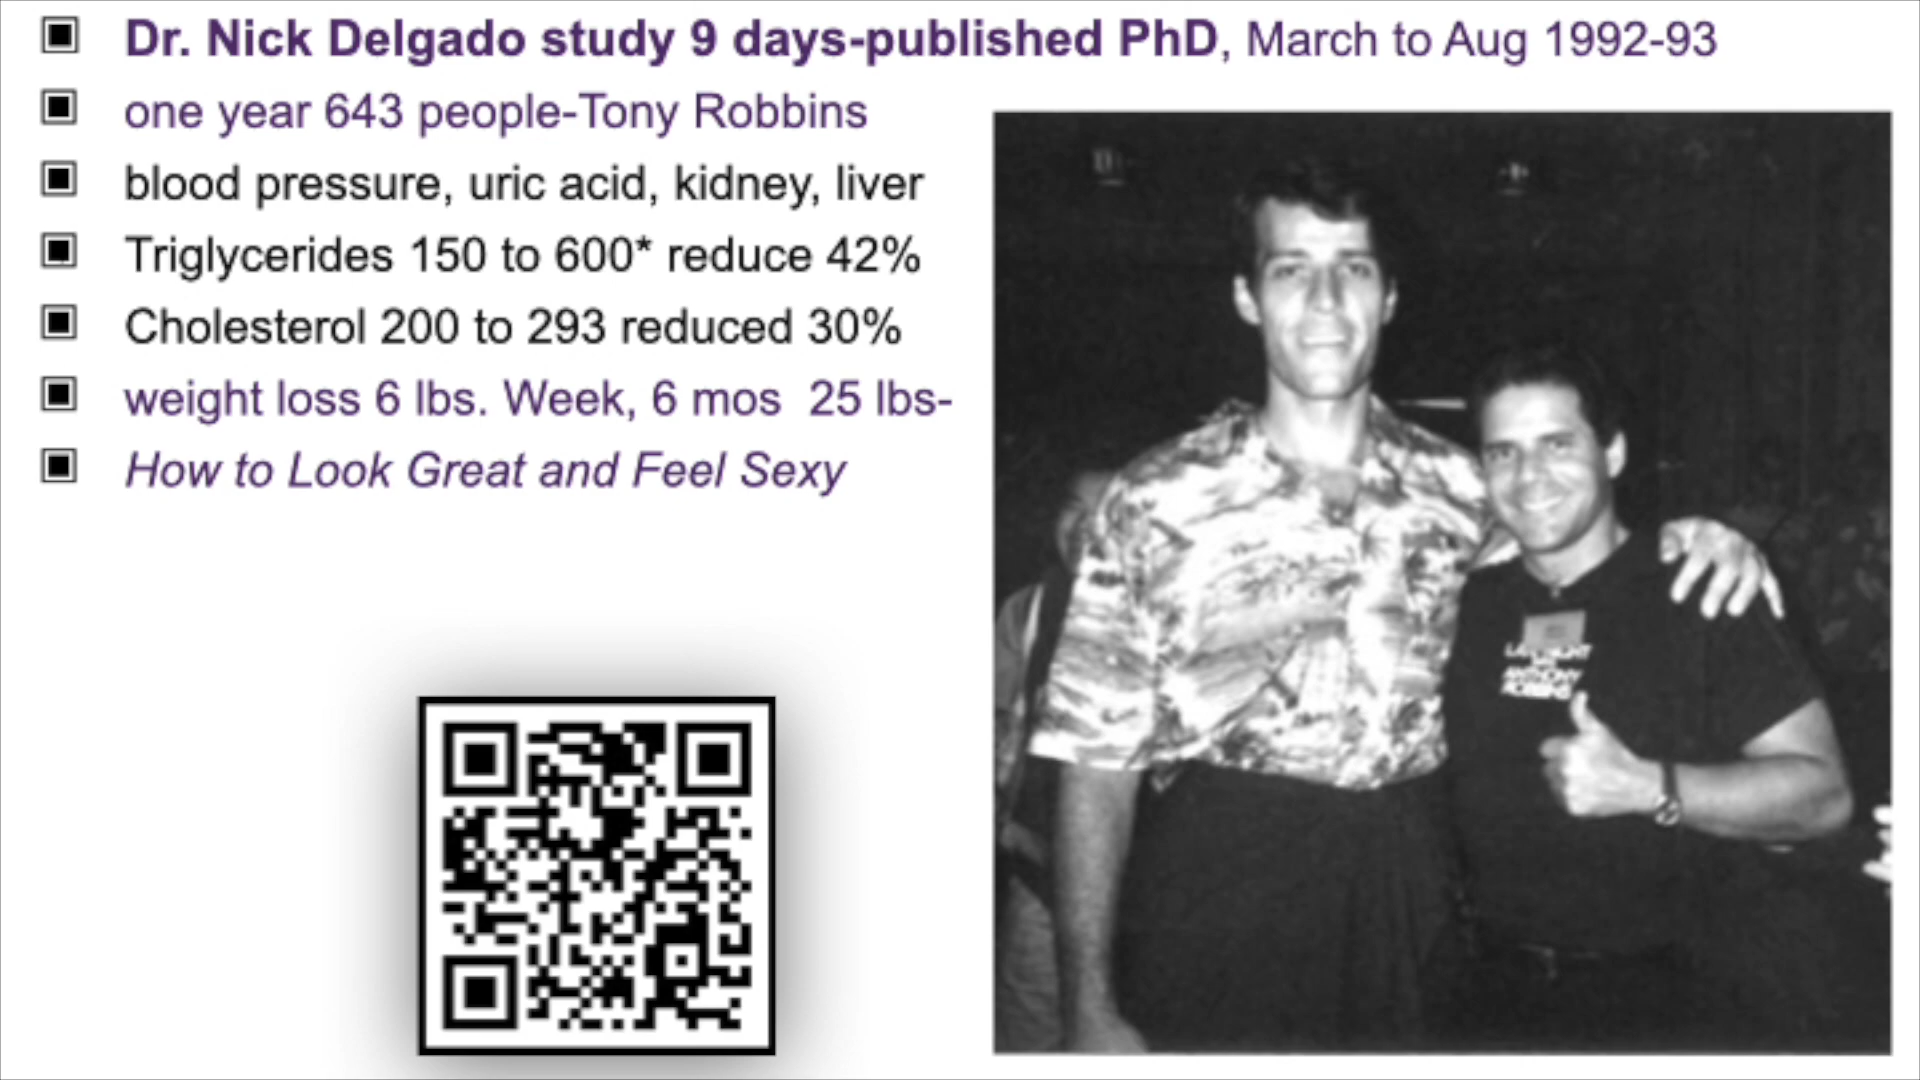 Dr. Nick Delgado study 9 days-published PhD, March to Aug 1992-93
one year 643 people-Tony Robbins
blood pressure, uric acid, kidney, liver
Triglycerides 150 to 600* reduce 42%
Cholesterol 200 to 293 reduced 30%
weight loss 6 lbs. Week, 6 mos  25 lbs-
How to Look Great and Feel Sexy
ANTHONY
ROBBINS